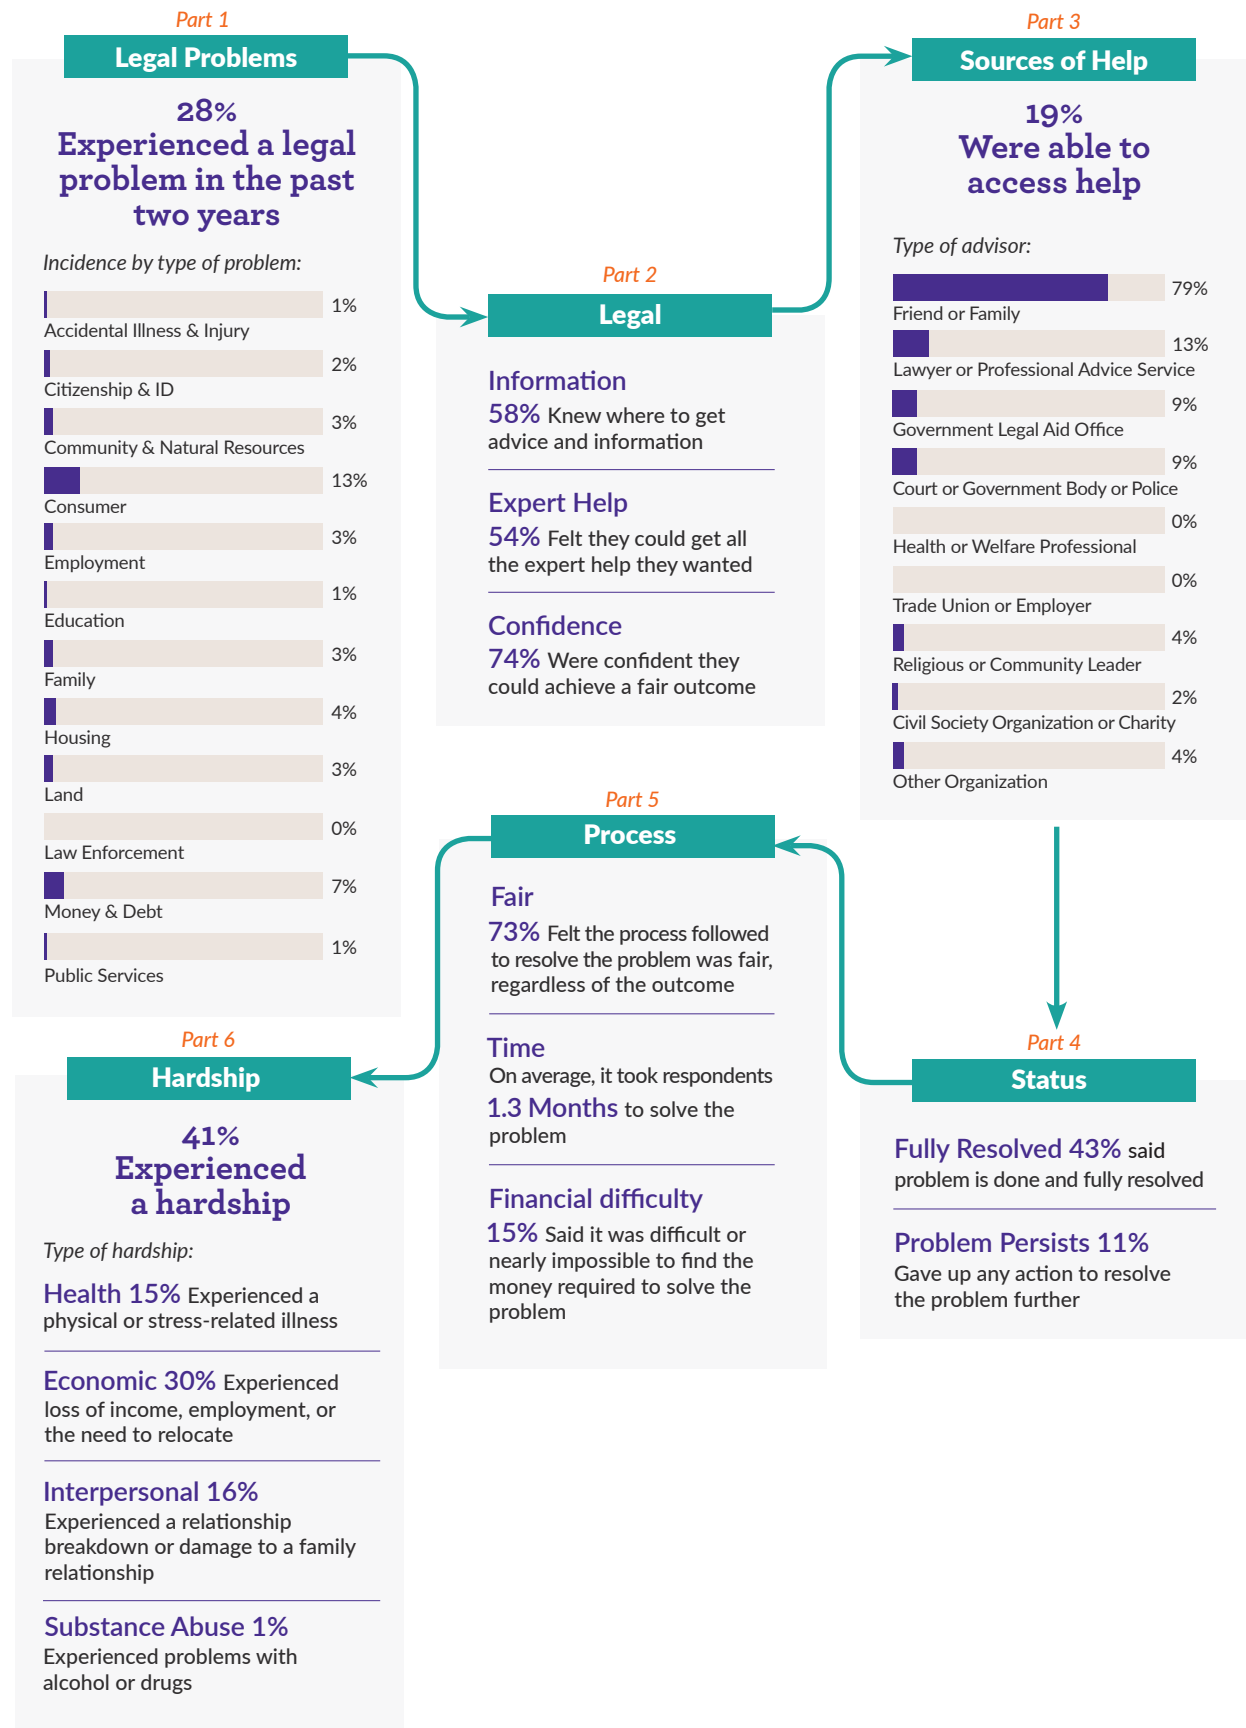 Part 1
Legal Problems
28%
Experienced a legal
problem in the past
two years
Incidence by type of problem:
1%
Accidental Illness & Injury
2%
Citizenship & ID
3%
Community & Natural Resources
13%
Consumer
3%
Employment
1%
Education
3%
Family
4%
Housing
3%
Land
0%
Law Enforcement
7%
Money & Debt
1%
Public Services
Part 2
Legal
Information
58% Knew where to get
advice and information
Expert Help
54% Felt they could get all
the expert help they wanted
Confidence
74% Were confident they
could achieve a fair outcome
Part 3
Sources of Help
19%
Were able to
access help
Type of advisor:
79%
Friend or Family
13%
Lawyer or Professional Advice Service
9%
Government Legal Aid Office
9%
Court or Government Body or Police
0%
Health or Welfare Professional
0%
Trade Union or Employer
4%
Religious or Community Leader
2%
Civil Society Organization or Charity
4%
Other Organization
Part 4
Status
Fully Resolved 43% said
problem is done and fully resolved
Problem Persists 11%
Gave up any action to resolve
the problem further
Part 5
Process
Fair
73% Felt the process followed
to resolve the problem was fair,
regardless of the outcome
Time
On average, it took respondents
1.3 Months to solve the
problem
Financial difficulty
15% Said it was difficult or
nearly impossible to find the
money required to solve the
problem
Part 6
Hardship
41%
Experienced
a hardship
Type of hardship:
Health 15% Experienced a
physical or stress-related illness
Economic 30% Experienced
loss of income, employment, or
the need to relocate
Interpersonal 16%
Experienced a relationship
breakdown or damage to a family
relationship
Substance Abuse 1%
Experienced problems with
alcohol or drugs